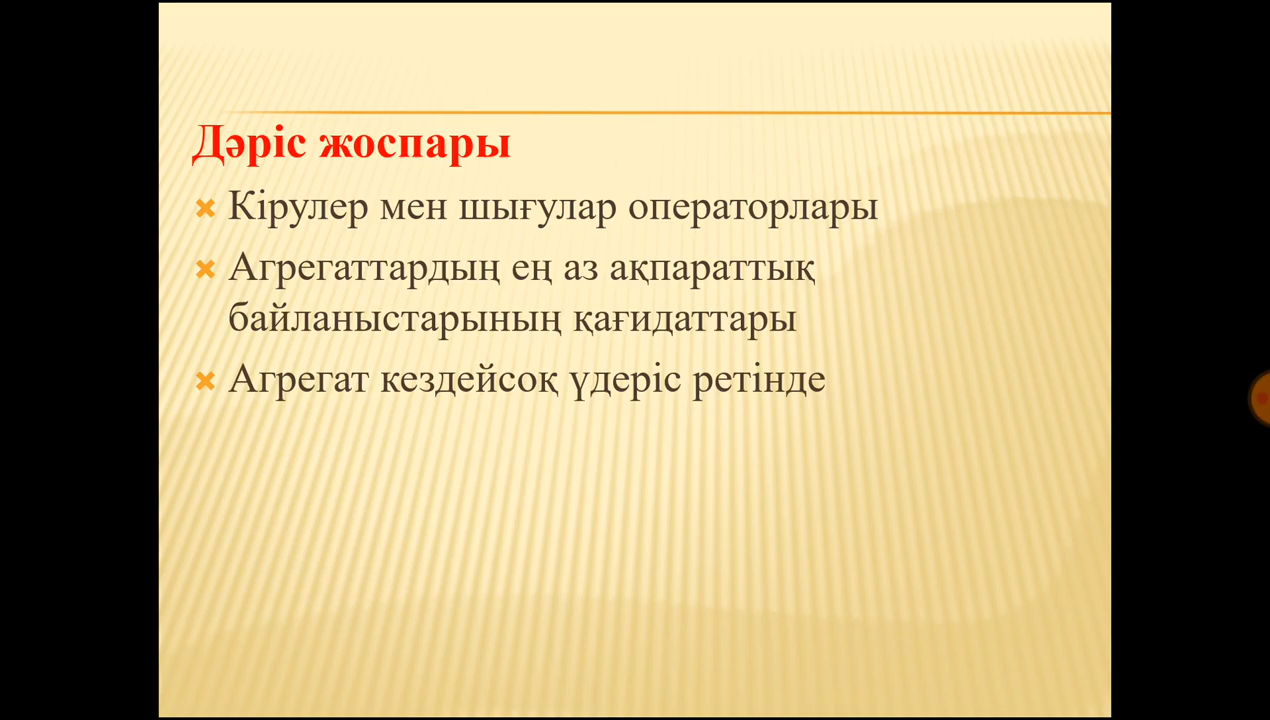 Дәріс жоспары
Кірулер мен шығулар операторлары
Агрегаттардың ең аз ақпараттық
байланыстарының қағидаттары
Агрегат кездейсоқ үдеріс ретінде